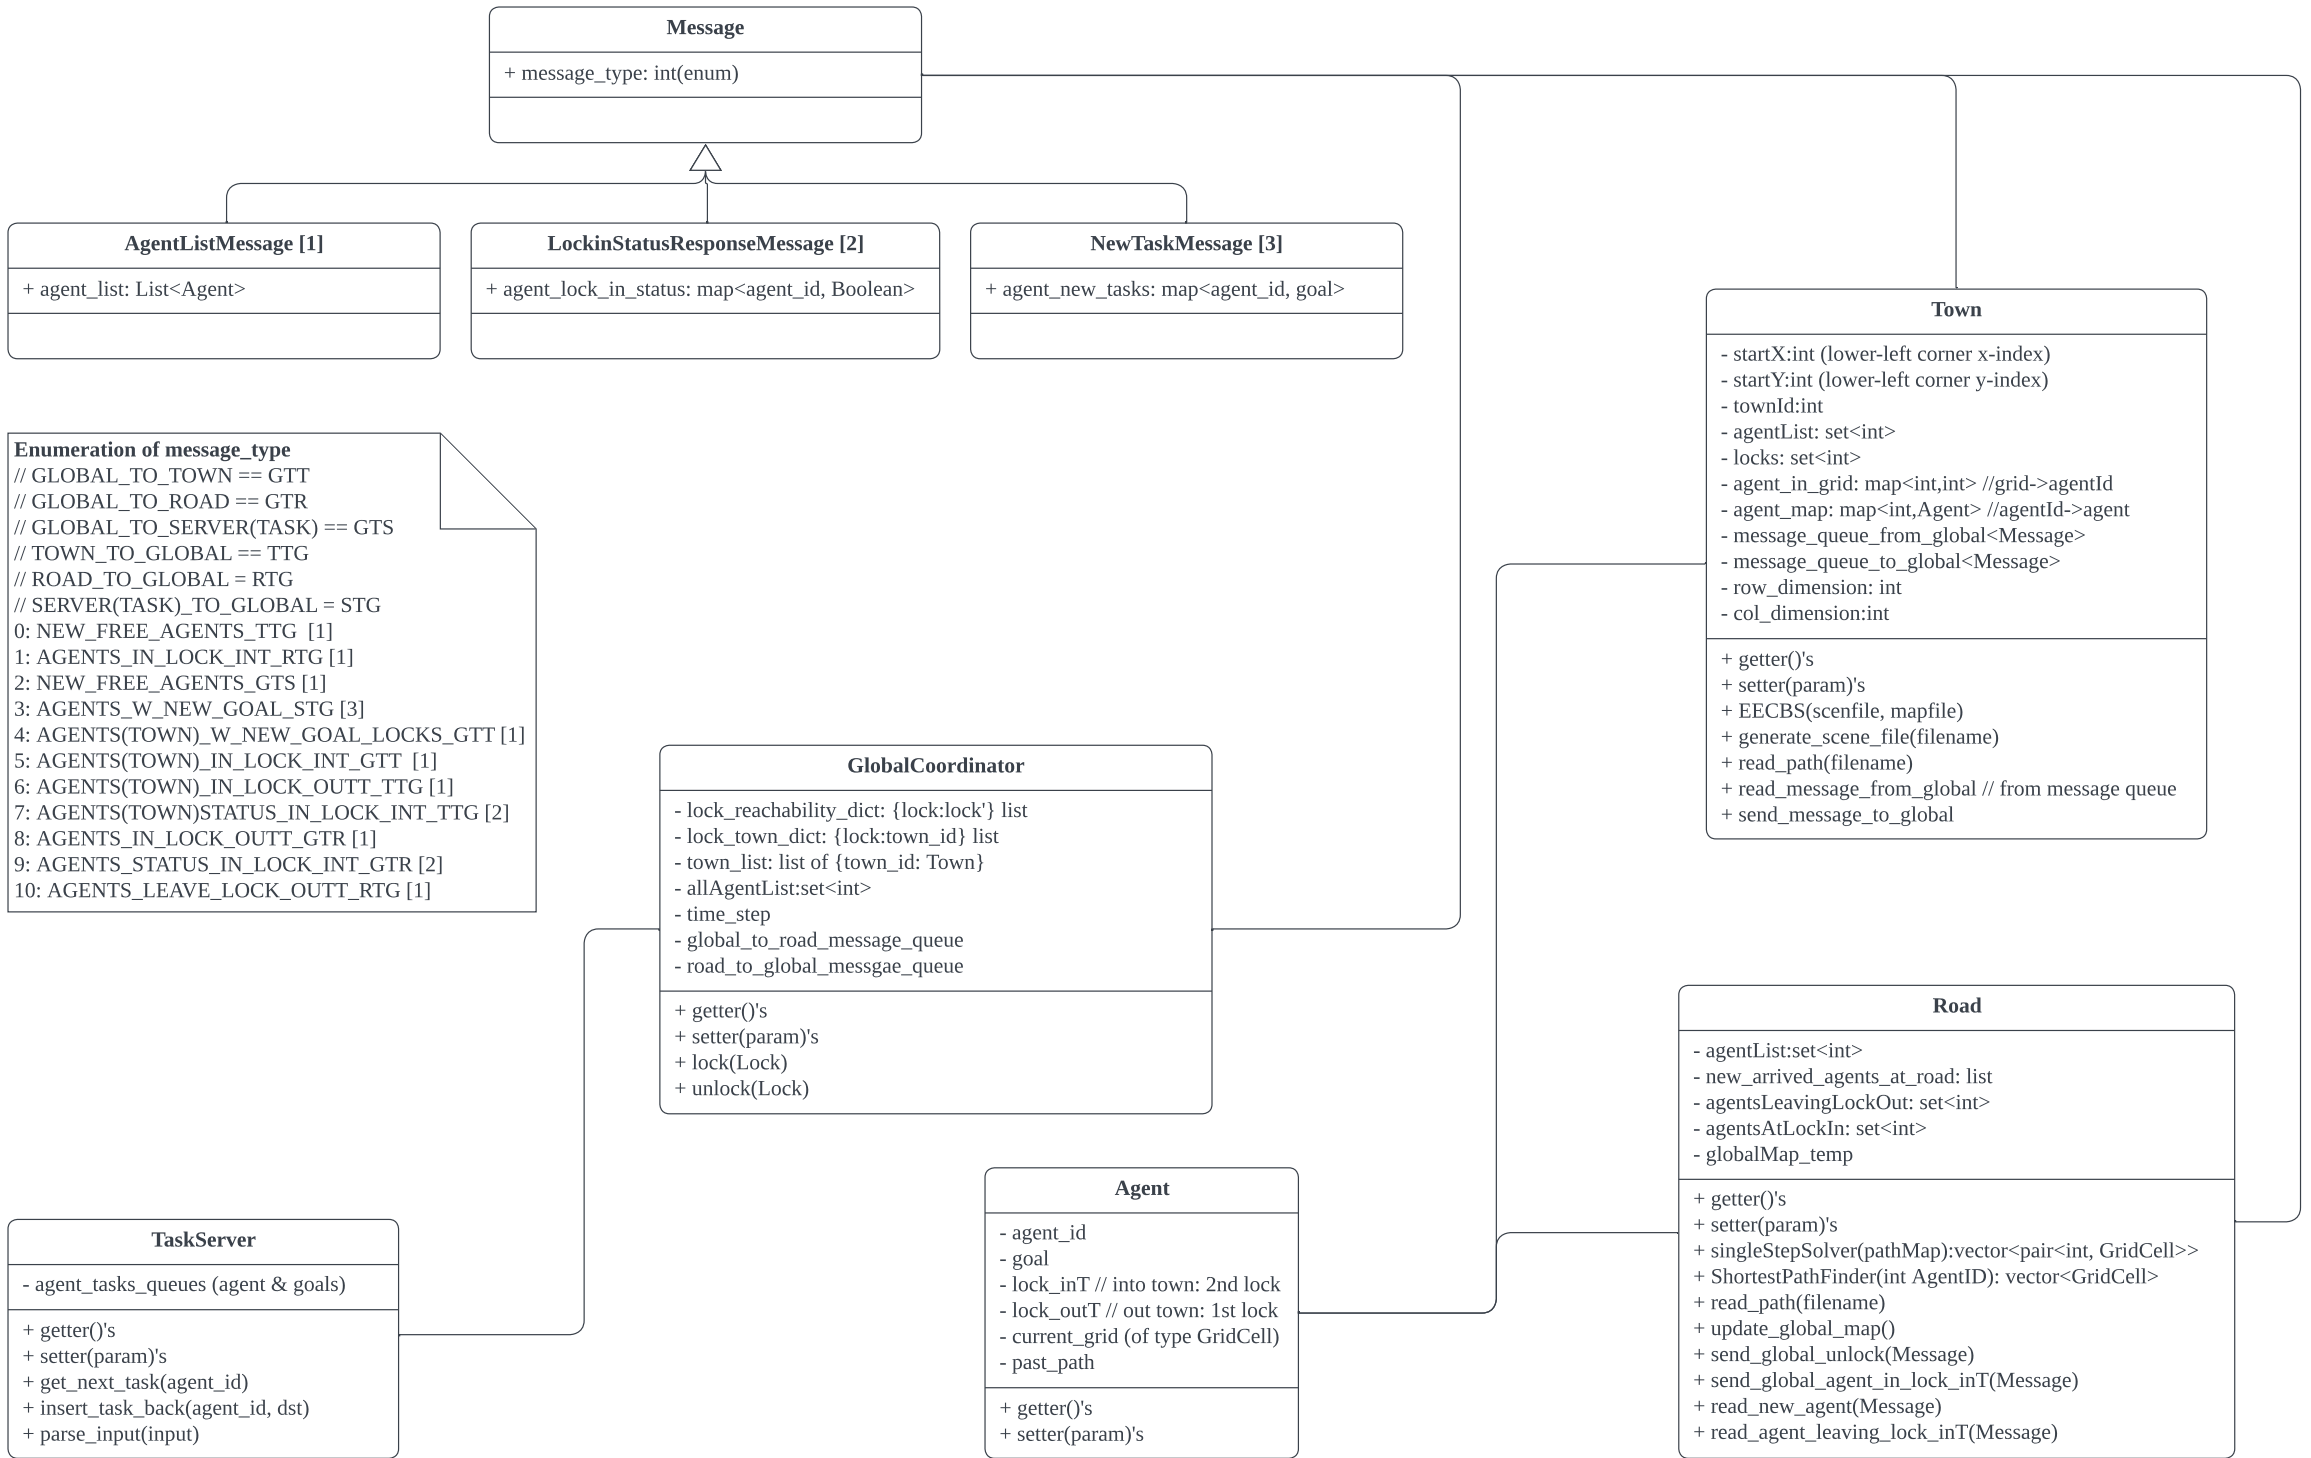 Message
+ message_type: int(enum)
AgentListMessage [1]
+ agent_list: List<Agent>
LockinStatusResponseMessage [2]
+ agent_lock_in_status: map<agent_id, Boolean>
NewTaskMessage [3]
+ agent_new_tasks: map<agent_id, goal>
Town
- startX:int (lower-left corner x-index)
- startY:int (lower-left corner y-index)
- townId:int
- agentList: set<int>
- locks: set<int>
- agent_in_grid: map<int,int> //grid->agentId
- agent_map: map<int,Agent> //agentId->agent
- message_queue_from_global<Message>
- message_queue_to_global<Message>
- row_dimension: int
- col_dimension:int
+ getter()'s
+ setter(param)'s
+ EECBS(scenfile, mapfile)
+ generate_scene_file(filename)
+ read_path(filename)
+ read_message_from_global // from message queue
+ send_message_to_global
Enumeration of message_type
// GLOBAL_TO_TOWN == GTT
// GLOBAL_TO_ROAD == GTR
// GLOBAL_TO_SERVER(TASK) == GTS
// TOWN_TO_GLOBAL == TTG
// ROAD_TO_GLOBAL = RTG
// SERVER(TASK)_TO_GLOBAL = STG
0: NEW_FREE_AGENTS_TTG  [1]
1: AGENTS_IN_LOCK_INT_RTG [1]
2: NEW_FREE_AGENTS_GTS [1]
3: AGENTS_W_NEW_GOAL_STG [3]
4: AGENTS(TOWN)_W_NEW_GOAL_LOCKS_GTT [1]
5: AGENTS(TOWN)_IN_LOCK_INT_GTT  [1]
6: AGENTS(TOWN)_IN_LOCK_OUTT_TTG [1]
7: AGENTS(TOWN)STATUS_IN_LOCK_INT_TTG [2]
8: AGENTS_IN_LOCK_OUTT_GTR [1]
9: AGENTS_STATUS_IN_LOCK_INT_GTR [2]
10: AGENTS_LEAVE_LOCK_OUTT_RTG [1]
GlobalCoordinator
- lock_reachability_dict: {lock:lock'} list
- lock_town_dict: {lock:town_id} list
- town_list: list of {town_id: Town}
- allAgentList:set<int>
- time_step
- global_to_road_message_queue
- road_to_global_messgae_queue
+ getter()'s
+ setter(param)'s
+ lock(Lock)
+ unlock(Lock)
Road
- agentList:set<int>
- new_arrived_agents_at_road: list
- agentsLeavingLockOut: set<int>
- agentsAtLockIn: set<int>
- globalMap_temp
+ getter()'s
+ setter(param)'s
+ singleStepSolver(pathMap):vector<pair<int, GridCell>>
+ ShortestPathFinder(int AgentID): vector<GridCell>
+ read_path(filename)
+ update_global_map()
+ send_global_unlock(Message)
+ send_global_agent_in_lock_inT(Message)
+ read_new_agent(Message)
+ read_agent_leaving_lock_inT(Message)
Agent
- agent_id
- goal
- lock_inT // into town: 2nd lock
- lock_outT // out town: 1st lock
- current_grid (of type GridCell)
- past_path
+ getter()'s
+ setter(param)'s
TaskServer
- agent_tasks_queues (agent & goals)
+ getter()'s
+ setter(param)'s
+ get_next_task(agent_id)
+ insert_task_back(agent_id, dst)
+ parse_input(input)